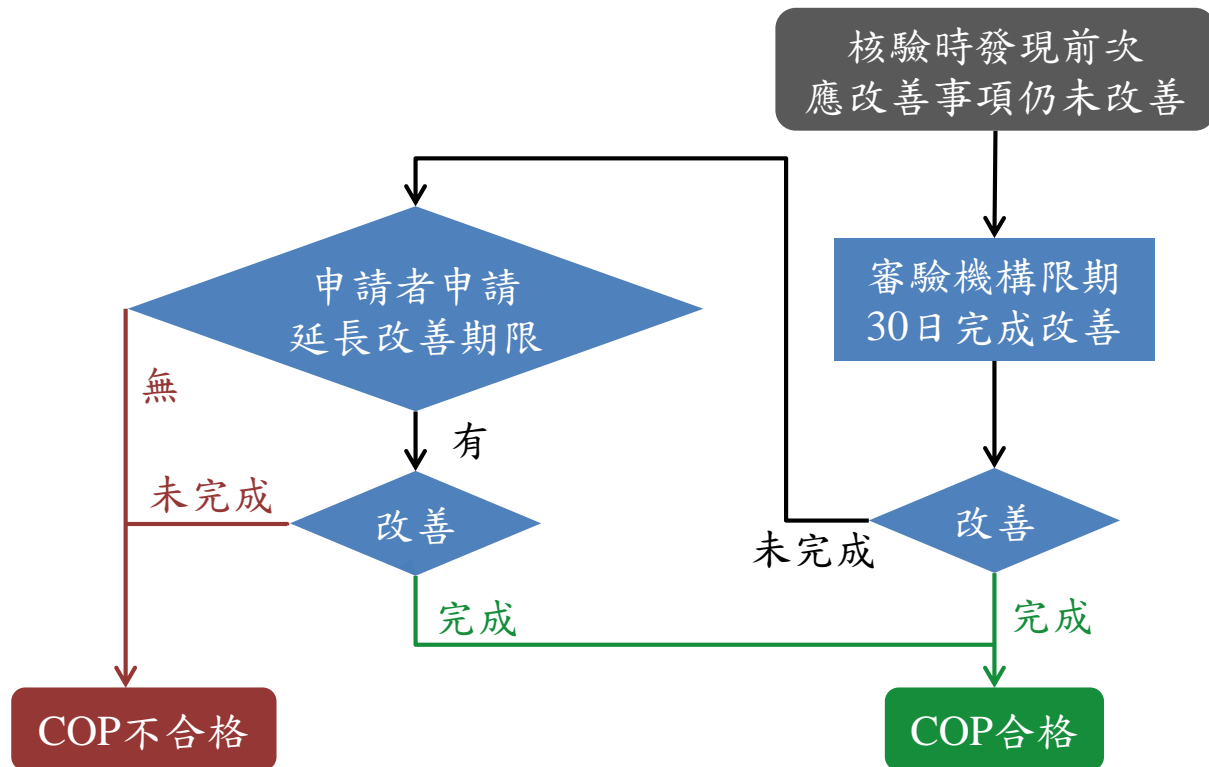 核驗時發現前次
應改善事項仍未改善
申請者申請
延長改善期限
審驗機構限期
30日完成改善
無
有
未完成
改善
改善
未完成
完成
完成
COP不合格
COP合格